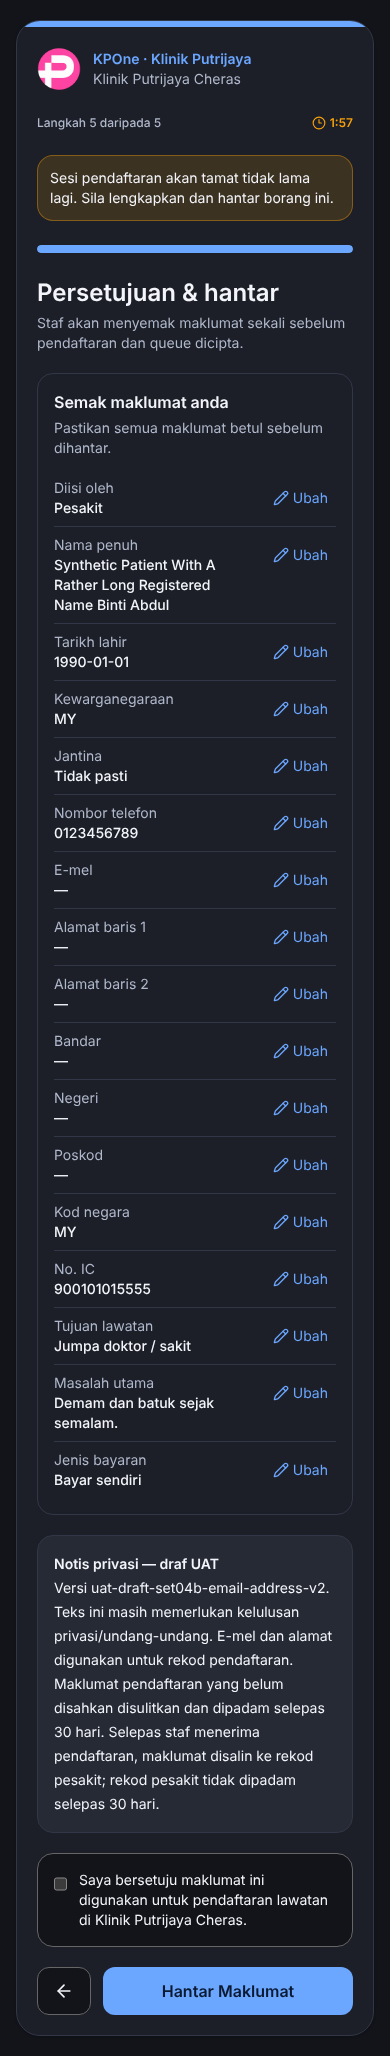 KPOne · Klinik Putrijaya
Klinik Putrijaya Cheras
Langkah 5 daripada 5
1:57
Sesi pendaftaran akan tamat tidak lama
lagi. Sila lengkapkan dan hantar borang ini.
Persetujuan & hantar
Staf akan menyemak maklumat sekali sebelum
pendaftaran dan queue dicipta.
Semak maklumat anda
Pastikan semua maklumat betul sebelum
dihantar.
Diisi oleh
Pesakit
Ubah
Nama penuh
Synthetic Patient With A
Rather Long Registered
Name Binti Abdul
Ubah
Tarikh lahir
1990-01-01
Ubah
Kewarganegaraan
MY
Ubah
Jantina
Tidak pasti
Ubah
Nombor telefon
0123456789
Ubah
E-mel
—
Ubah
Alamat baris 1
—
Ubah
Alamat baris 2
—
Ubah
Bandar
—
Ubah
Negeri
—
Ubah
Poskod
—
Ubah
Kod negara
MY
Ubah
No. IC
900101015555
Ubah
Tujuan lawatan
Jumpa doktor / sakit
Ubah
Masalah utama
Demam dan batuk sejak
semalam.
Ubah
Jenis bayaran
Bayar sendiri
Ubah
Notis privasi — draf UAT
Versi uat-draft-set04b-email-address-v2.
Teks ini masih memerlukan kelulusan
privasi/undang-undang. E-mel dan alamat
digunakan untuk rekod pendaftaran.
Maklumat pendaftaran yang belum
disahkan disulitkan dan dipadam selepas
30 hari. Selepas staf menerima
pendaftaran, maklumat disalin ke rekod
pesakit; rekod pesakit tidak dipadam
selepas 30 hari.
Saya bersetuju maklumat ini
digunakan untuk pendaftaran lawatan
di Klinik Putrijaya Cheras.
Hantar Maklumat